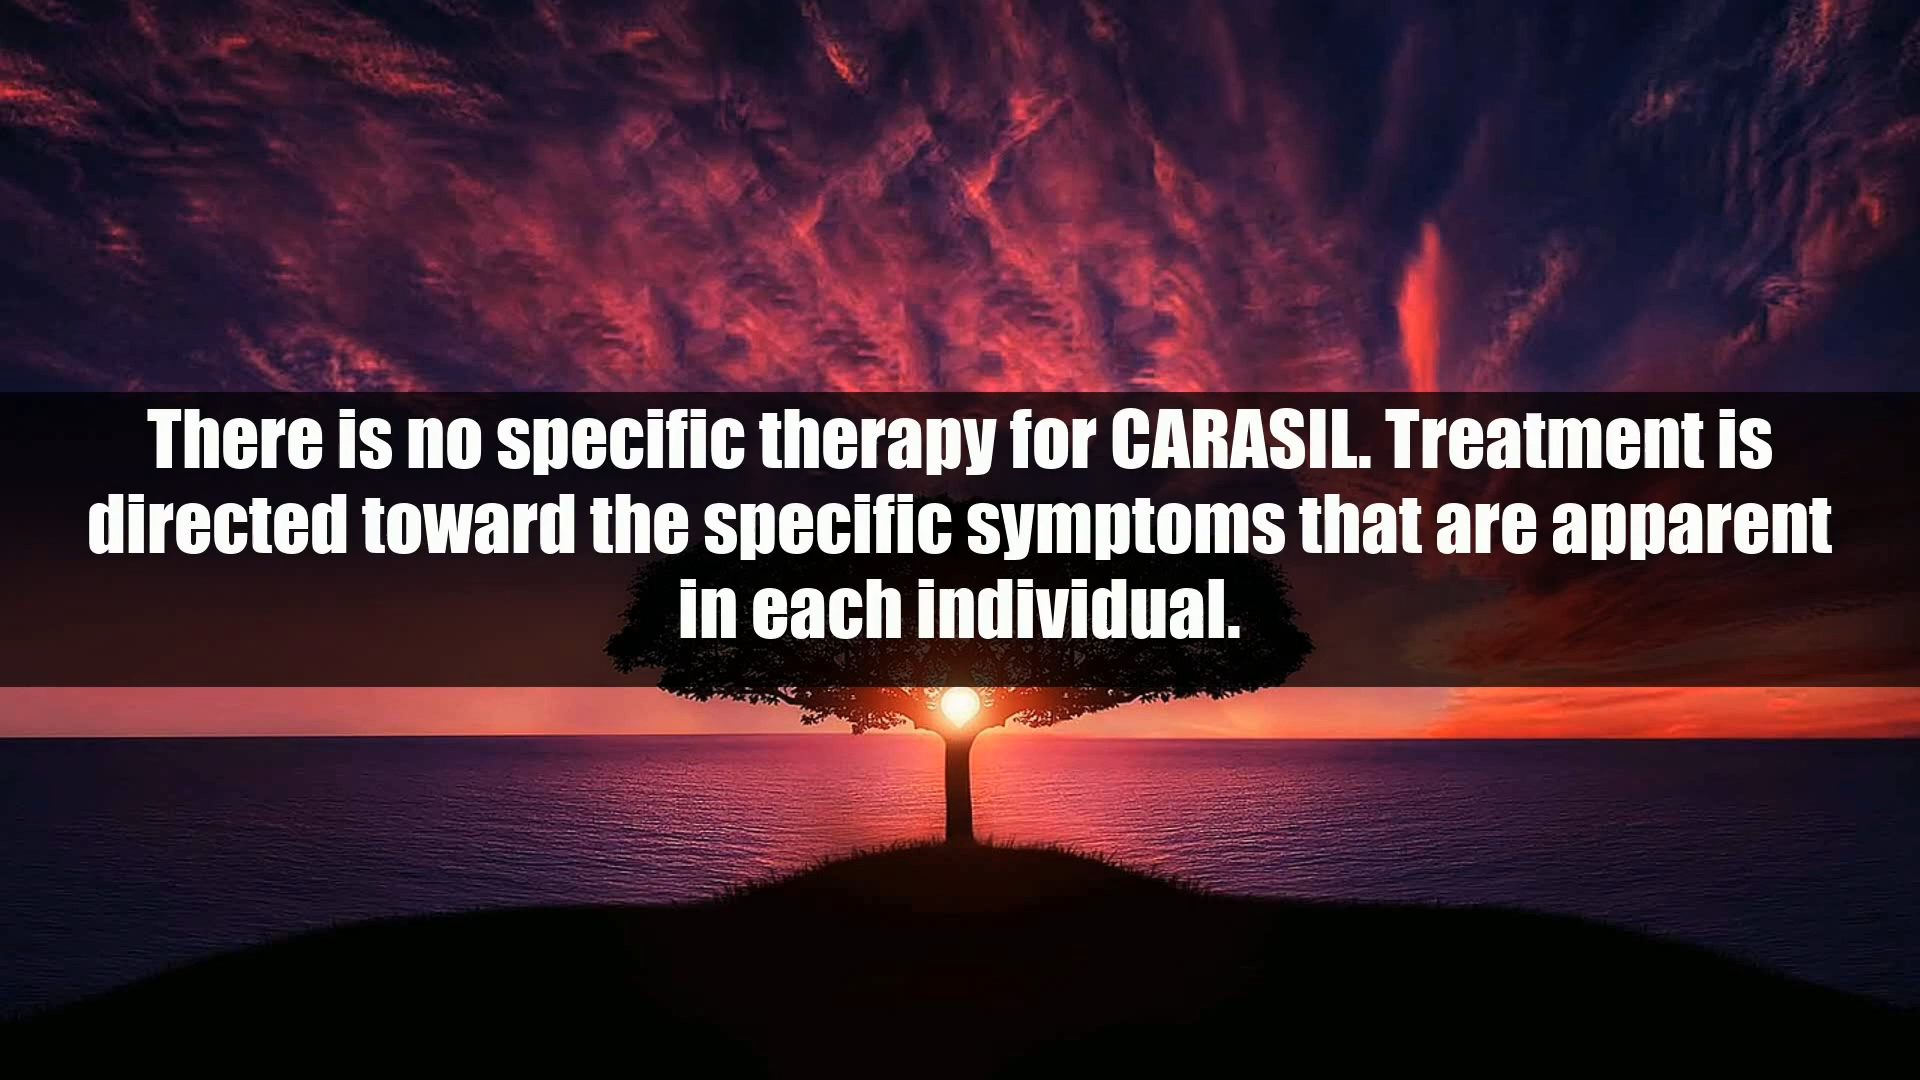 There is no specific therapy for CARASIL. Treatment is
directed toward the specific symptoms that are apparent
in each individual.